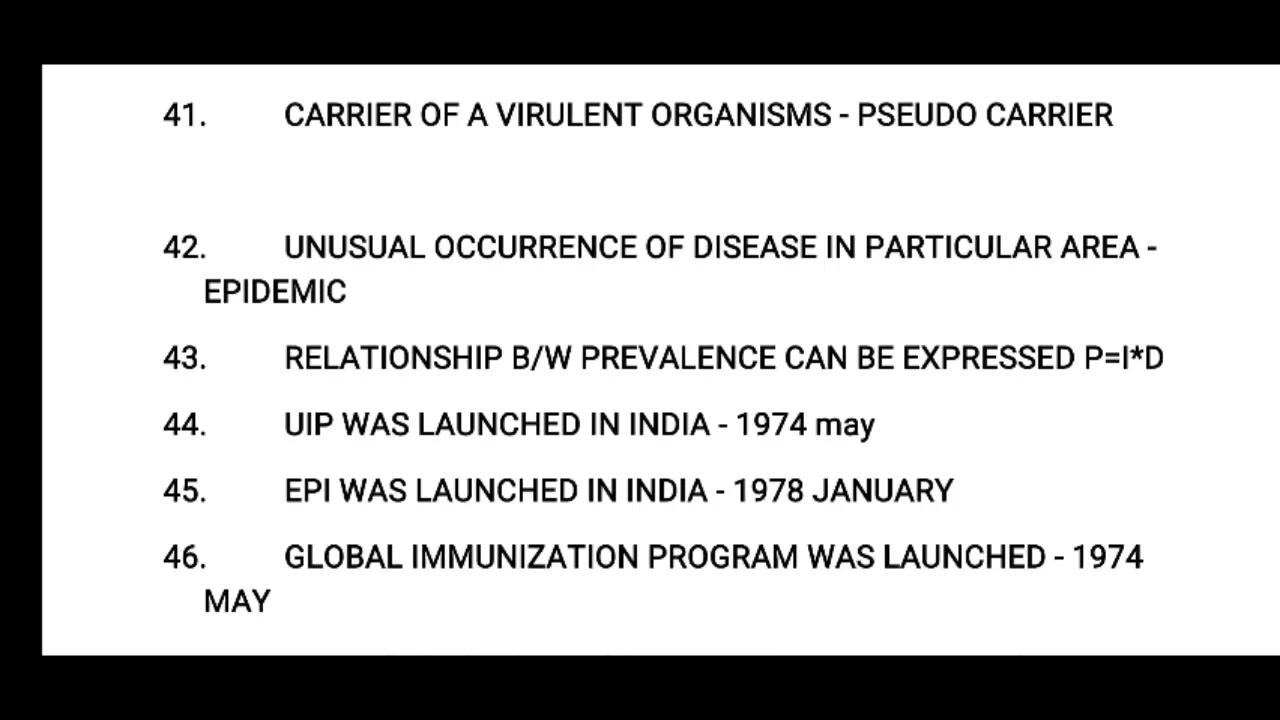 41. CARRIER OF A VIRULENT ORGANISMS - PSEUDO CARRIER
42. UNUSUAL OCCURRENCE OF DISEASE IN PARTICULAR AREA -
EPIDEMIC
43. RELATIONSHIP B/W PREVALENCE CAN BE EXPRESSED P=I*D
44. UIP WAS LAUNCHED IN INDIA - 1974 may
45. EPI WAS LAUNCHED IN INDIA - 1978 JANUARY
46. GLOBAL IMMUNIZATION PROGRAM WAS LAUNCHED - 1974
MAY